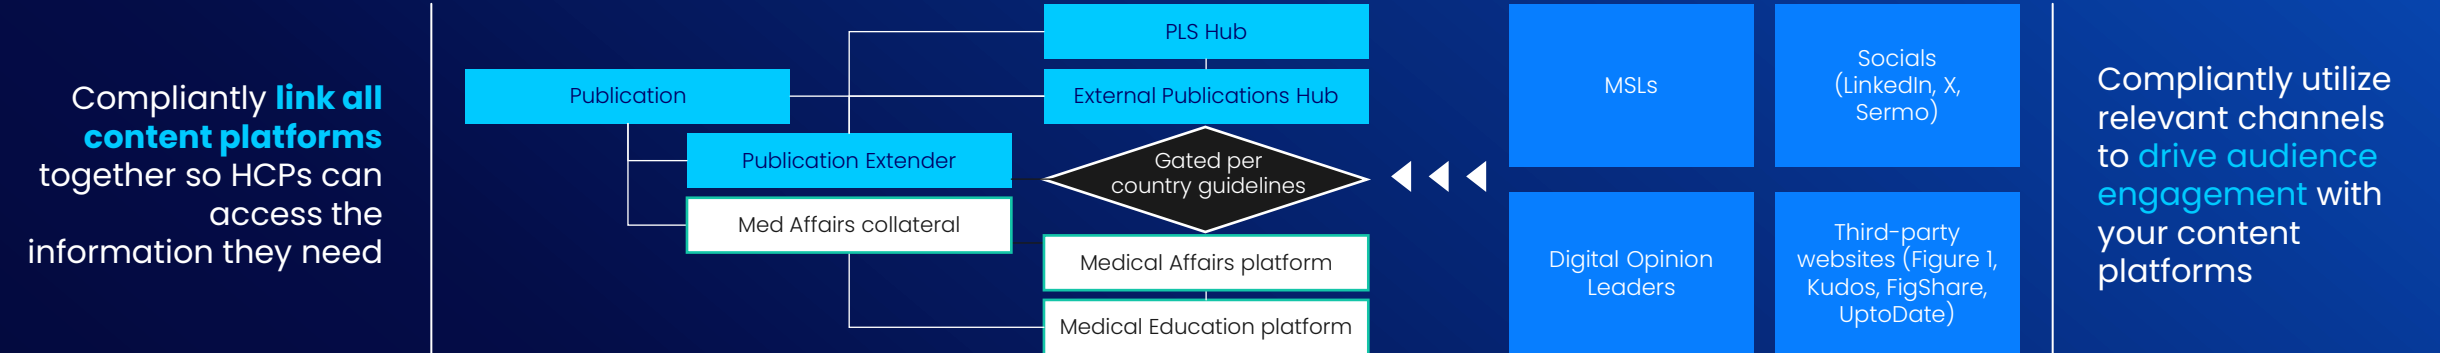 Compliantly link all
content platforms
together so HCPs can
access the
information they need
Publication
Publication Extender
Med Affairs collateral
PLS Hub
External Publications Hub
Gated per
country guidelines
Medical Affairs platform
Medical Education platform
MSLs
Socials
(LinkedIn, X,
Sermo)
Digital Opinion
Leaders
Third-party
websites (Figure 1,
Kudos, FigShare,
UptoDate)
Compliantly utilize
relevant channels
to drive audience
engagement with
your content
platforms